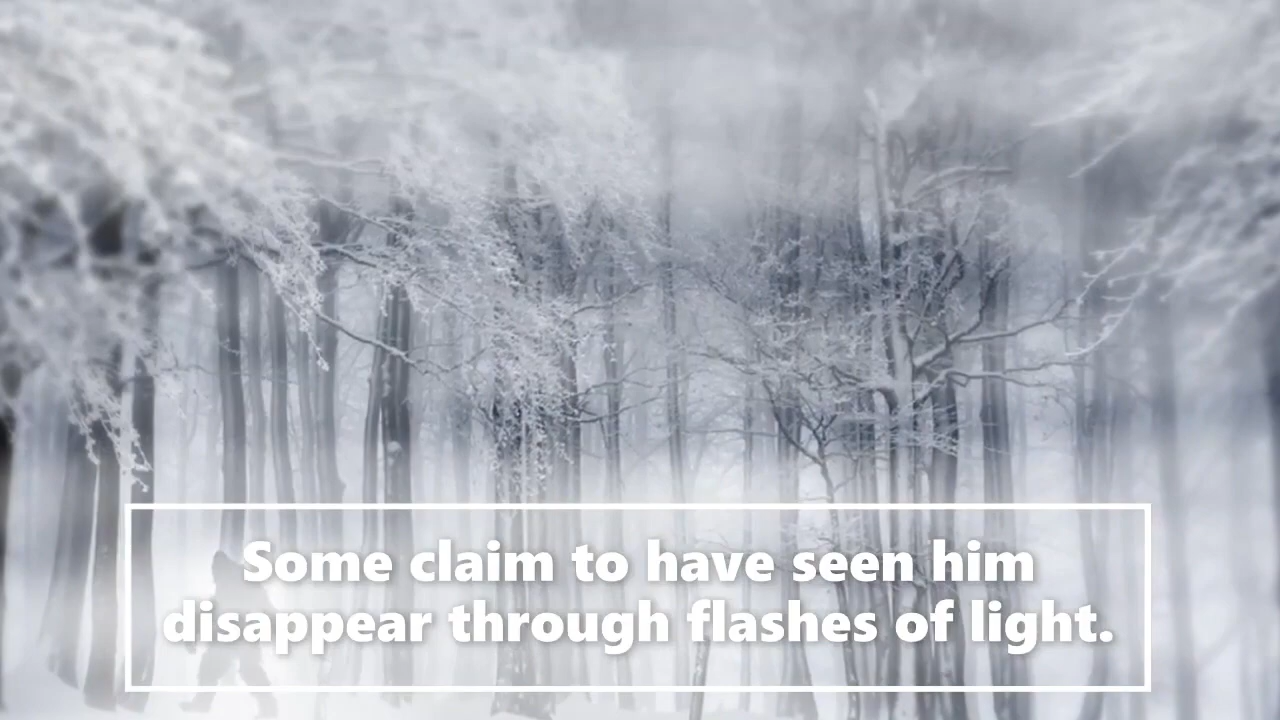 Some claim to have seen him
disappear through flashes of light.